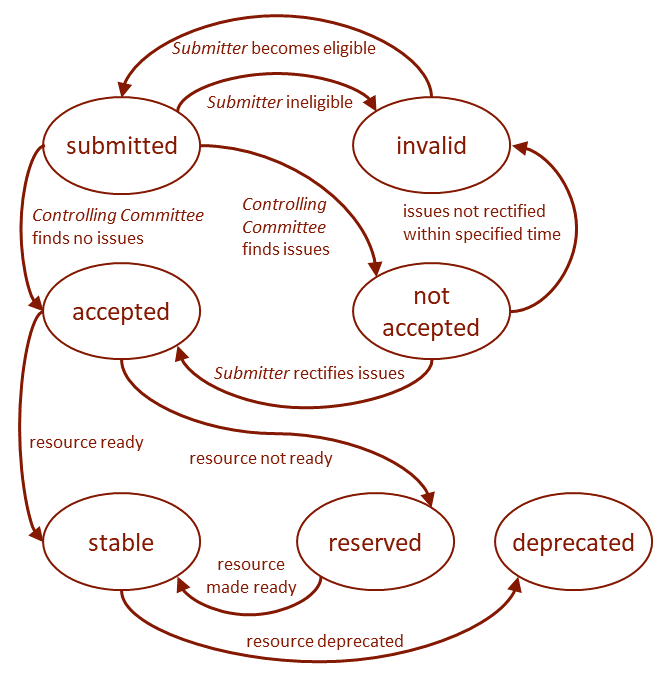 Submitter becomes eligible
Submitter ineligible
submitted
invalid
Controlling Committee
finds no issues
Controlling
Committee
finds issues
issues not rectified
within specified time
accepted
not
accepted
Submitter rectifies issues
resource ready
resource not ready
stable
reserved
deprecated
resource
made ready
resource deprecated